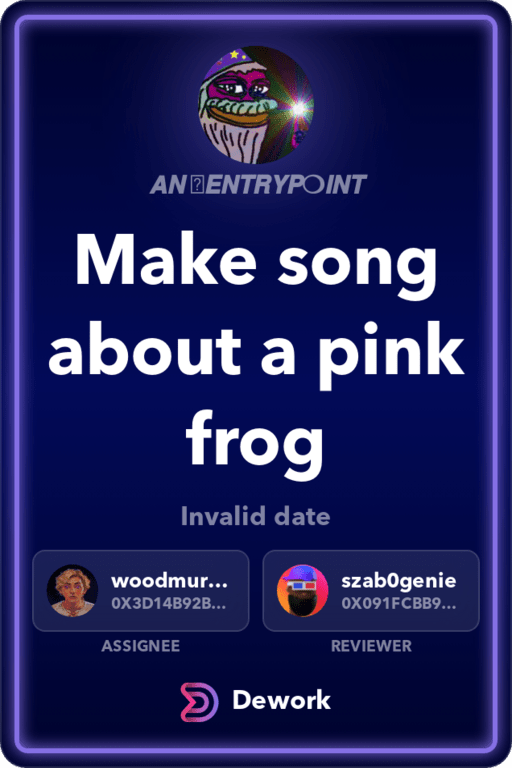 AN ENTRYPOINT
Make song
about a pink
frog
Invalid date
woodmur...
0X3D14B92B...
szab0genie
0X091FCBB9...
ASSIGNEE
REVIEWER
Dework